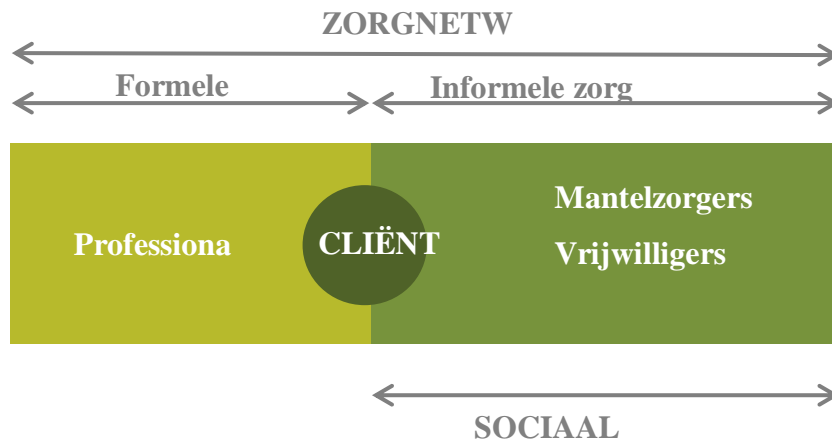 ZORGNETW
Formele
Informele zorg
Mantelzorgers
Professiona
CLIËNT
Vrijwilligers
SOCIAAL